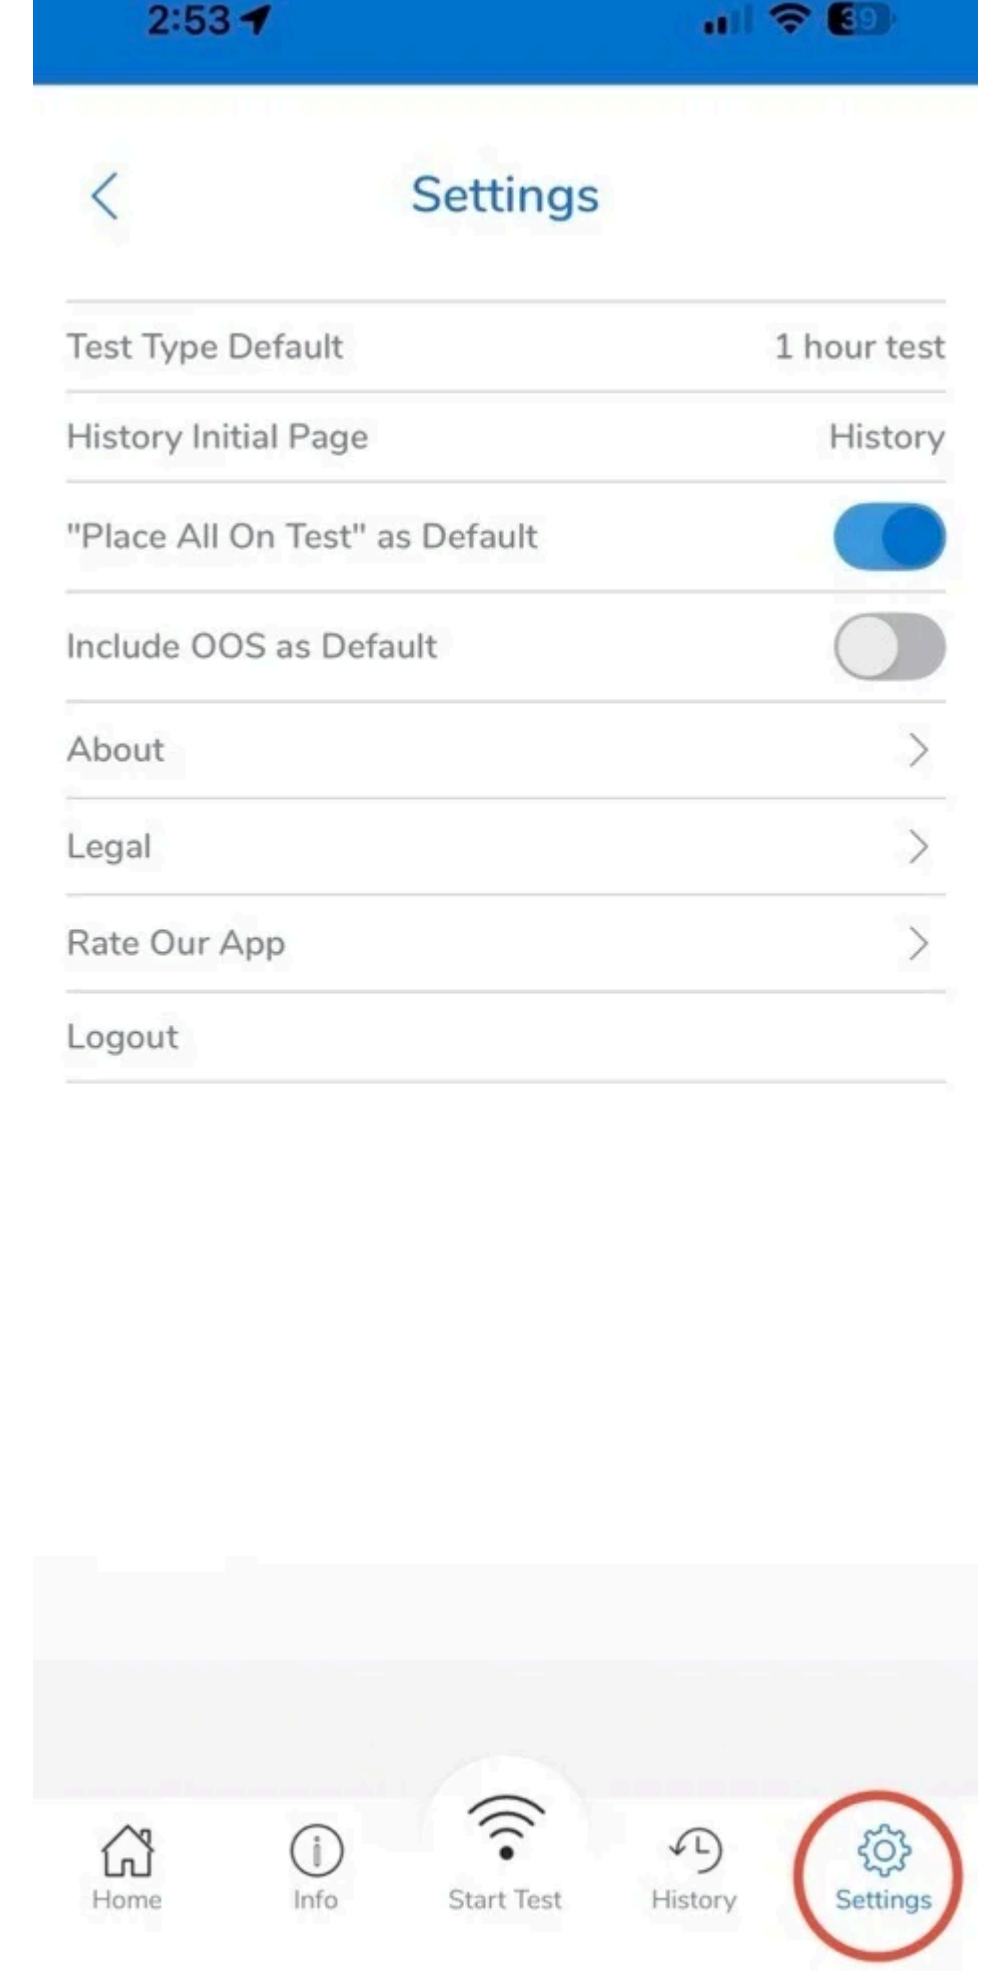 2:53
39
Settings
Test Type Default 1 hour test
History Initial Page History
"Place All On Test" as Default
Include OOS as Default
About
Legal
Rate Our App
Logout
Home Info Start Test History Settings